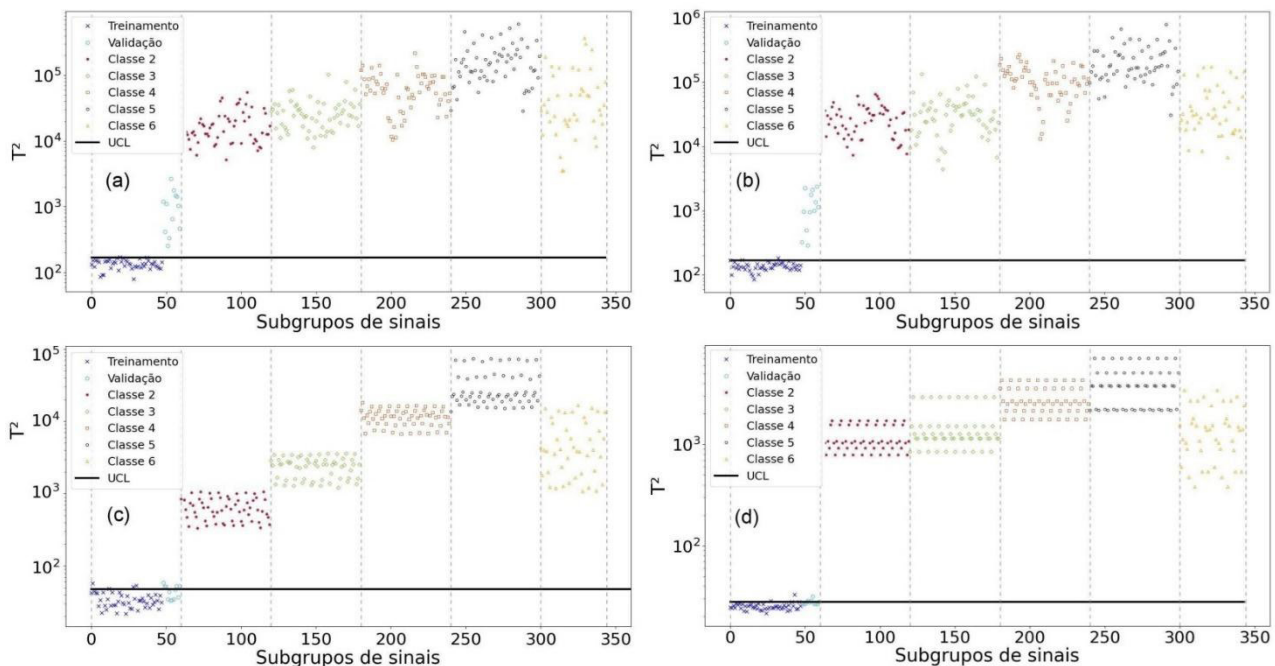 Treinamento
Validação
Classe 2
Classe 3
Classe 4
Classe 5
Classe 6
UCL
10⁵
10⁴
10³
10²
T²
(a)
0 50 100 150 200 250 300 350
Subgrupos de sinais
Treinamento
Validação
Classe 2
Classe 3
Classe 4
Classe 5
Classe 6
UCL
10⁶
10⁵
10⁴
10³
10²
T²
(b)
0 50 100 150 200 250 300 350
Subgrupos de sinais
Treinamento
Validação
Classe 2
Classe 3
Classe 4
Classe 5
Classe 6
UCL
10⁵
10⁴
10³
10²
T²
(c)
0 50 100 150 200 250 300 350
Subgrupos de sinais
Treinamento
Validação
Classe 2
Classe 3
Classe 4
Classe 5
Classe 6
UCL
10³
10²
T²
(d)
0 50 100 150 200 250 300 350
Subgrupos de sinais